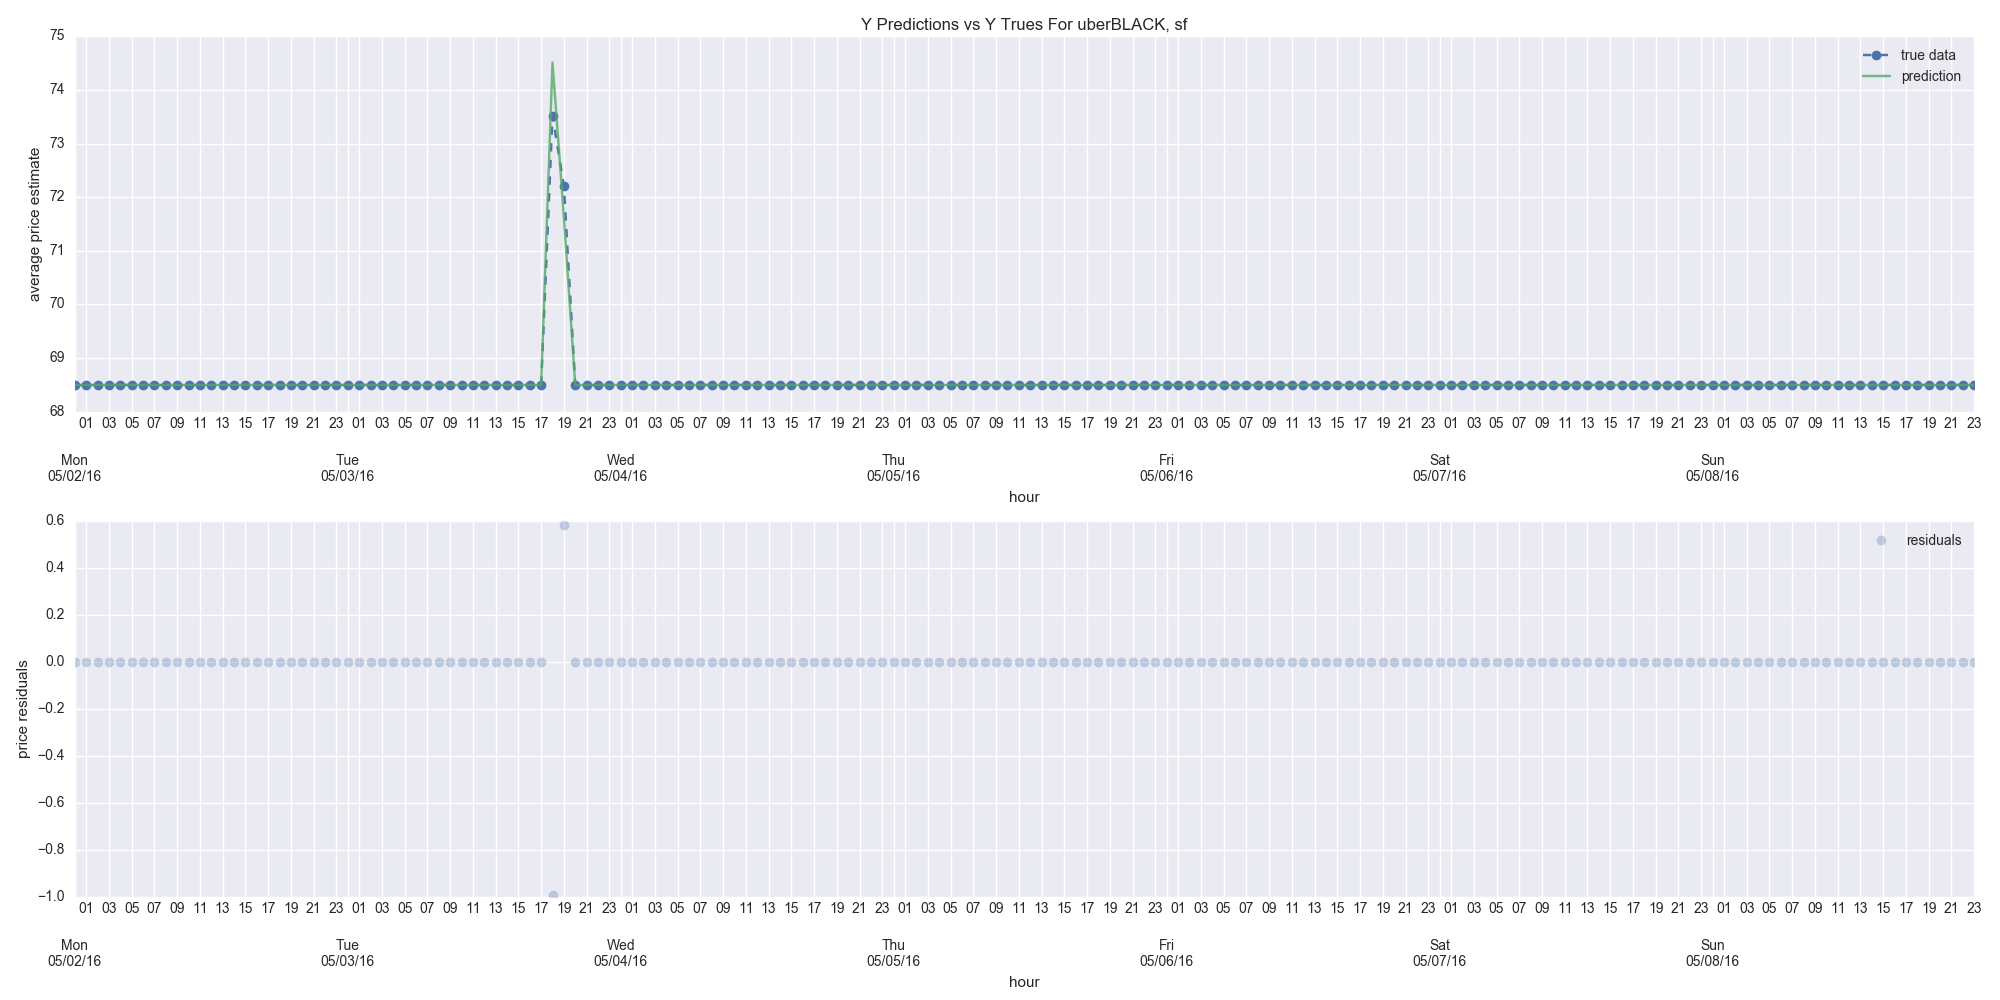 Y Predictions vs Y Trues For uberBLACK, sf
75
74
73
72
71
70
69
68
average price estimate
true data
prediction
01 03 05 07 09 11 13 15 17 19 21 23 01 03 05 07 09 11 13 15 17 19 21 23 01 03 05 07 09 11 13 15 17 19 21 23 01 03 05 07 09 11 13 15 17 19 21 23 01 03 05 07 09 11 13 15 17 19 21 23 01 03 05 07 09 11 13 15 17 19 21 23 01 03 05 07 09 11 13 15 17 19 21 23
Mon Tue Wed Thu Fri Sat Sun
05/02/16 05/03/16 05/04/16 05/05/16 05/06/16 05/07/16 05/08/16
hour
0.6
0.4
0.2
0.0
−0.2
−0.4
−0.6
−0.8
−1.0
price residuals
residuals
01 03 05 07 09 11 13 15 17 19 21 23 01 03 05 07 09 11 13 15 17 19 21 23 01 03 05 07 09 11 13 15 17 19 21 23 01 03 05 07 09 11 13 15 17 19 21 23 01 03 05 07 09 11 13 15 17 19 21 23 01 03 05 07 09 11 13 15 17 19 21 23 01 03 05 07 09 11 13 15 17 19 21 23
Mon Tue Wed Thu Fri Sat Sun
05/02/16 05/03/16 05/04/16 05/05/16 05/06/16 05/07/16 05/08/16
hour